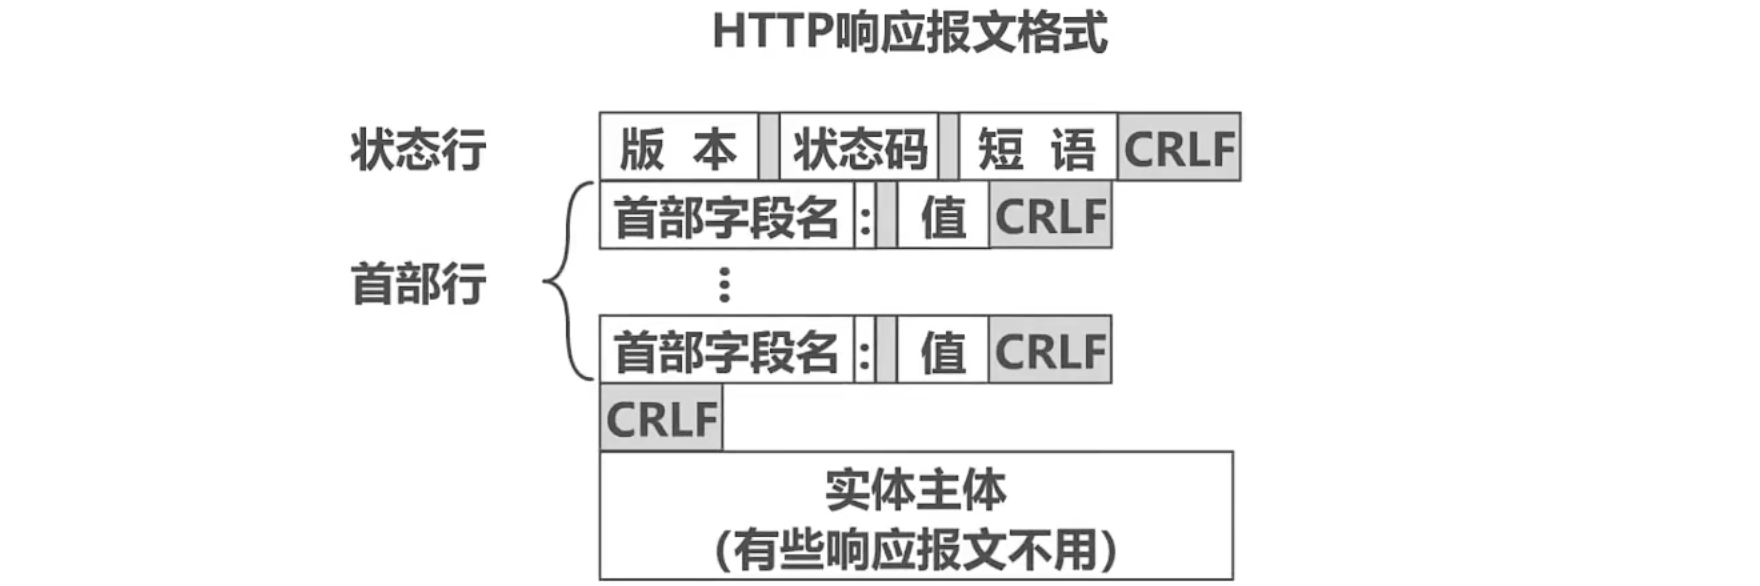 HTTP响应报文格式
状态行 版 本 状态码 短 语 CRLF
首部字段名 : 值 CRLF
首部行 ⋮
首部字段名 : 值 CRLF
CRLF
实体主体
(有些响应报文不用)